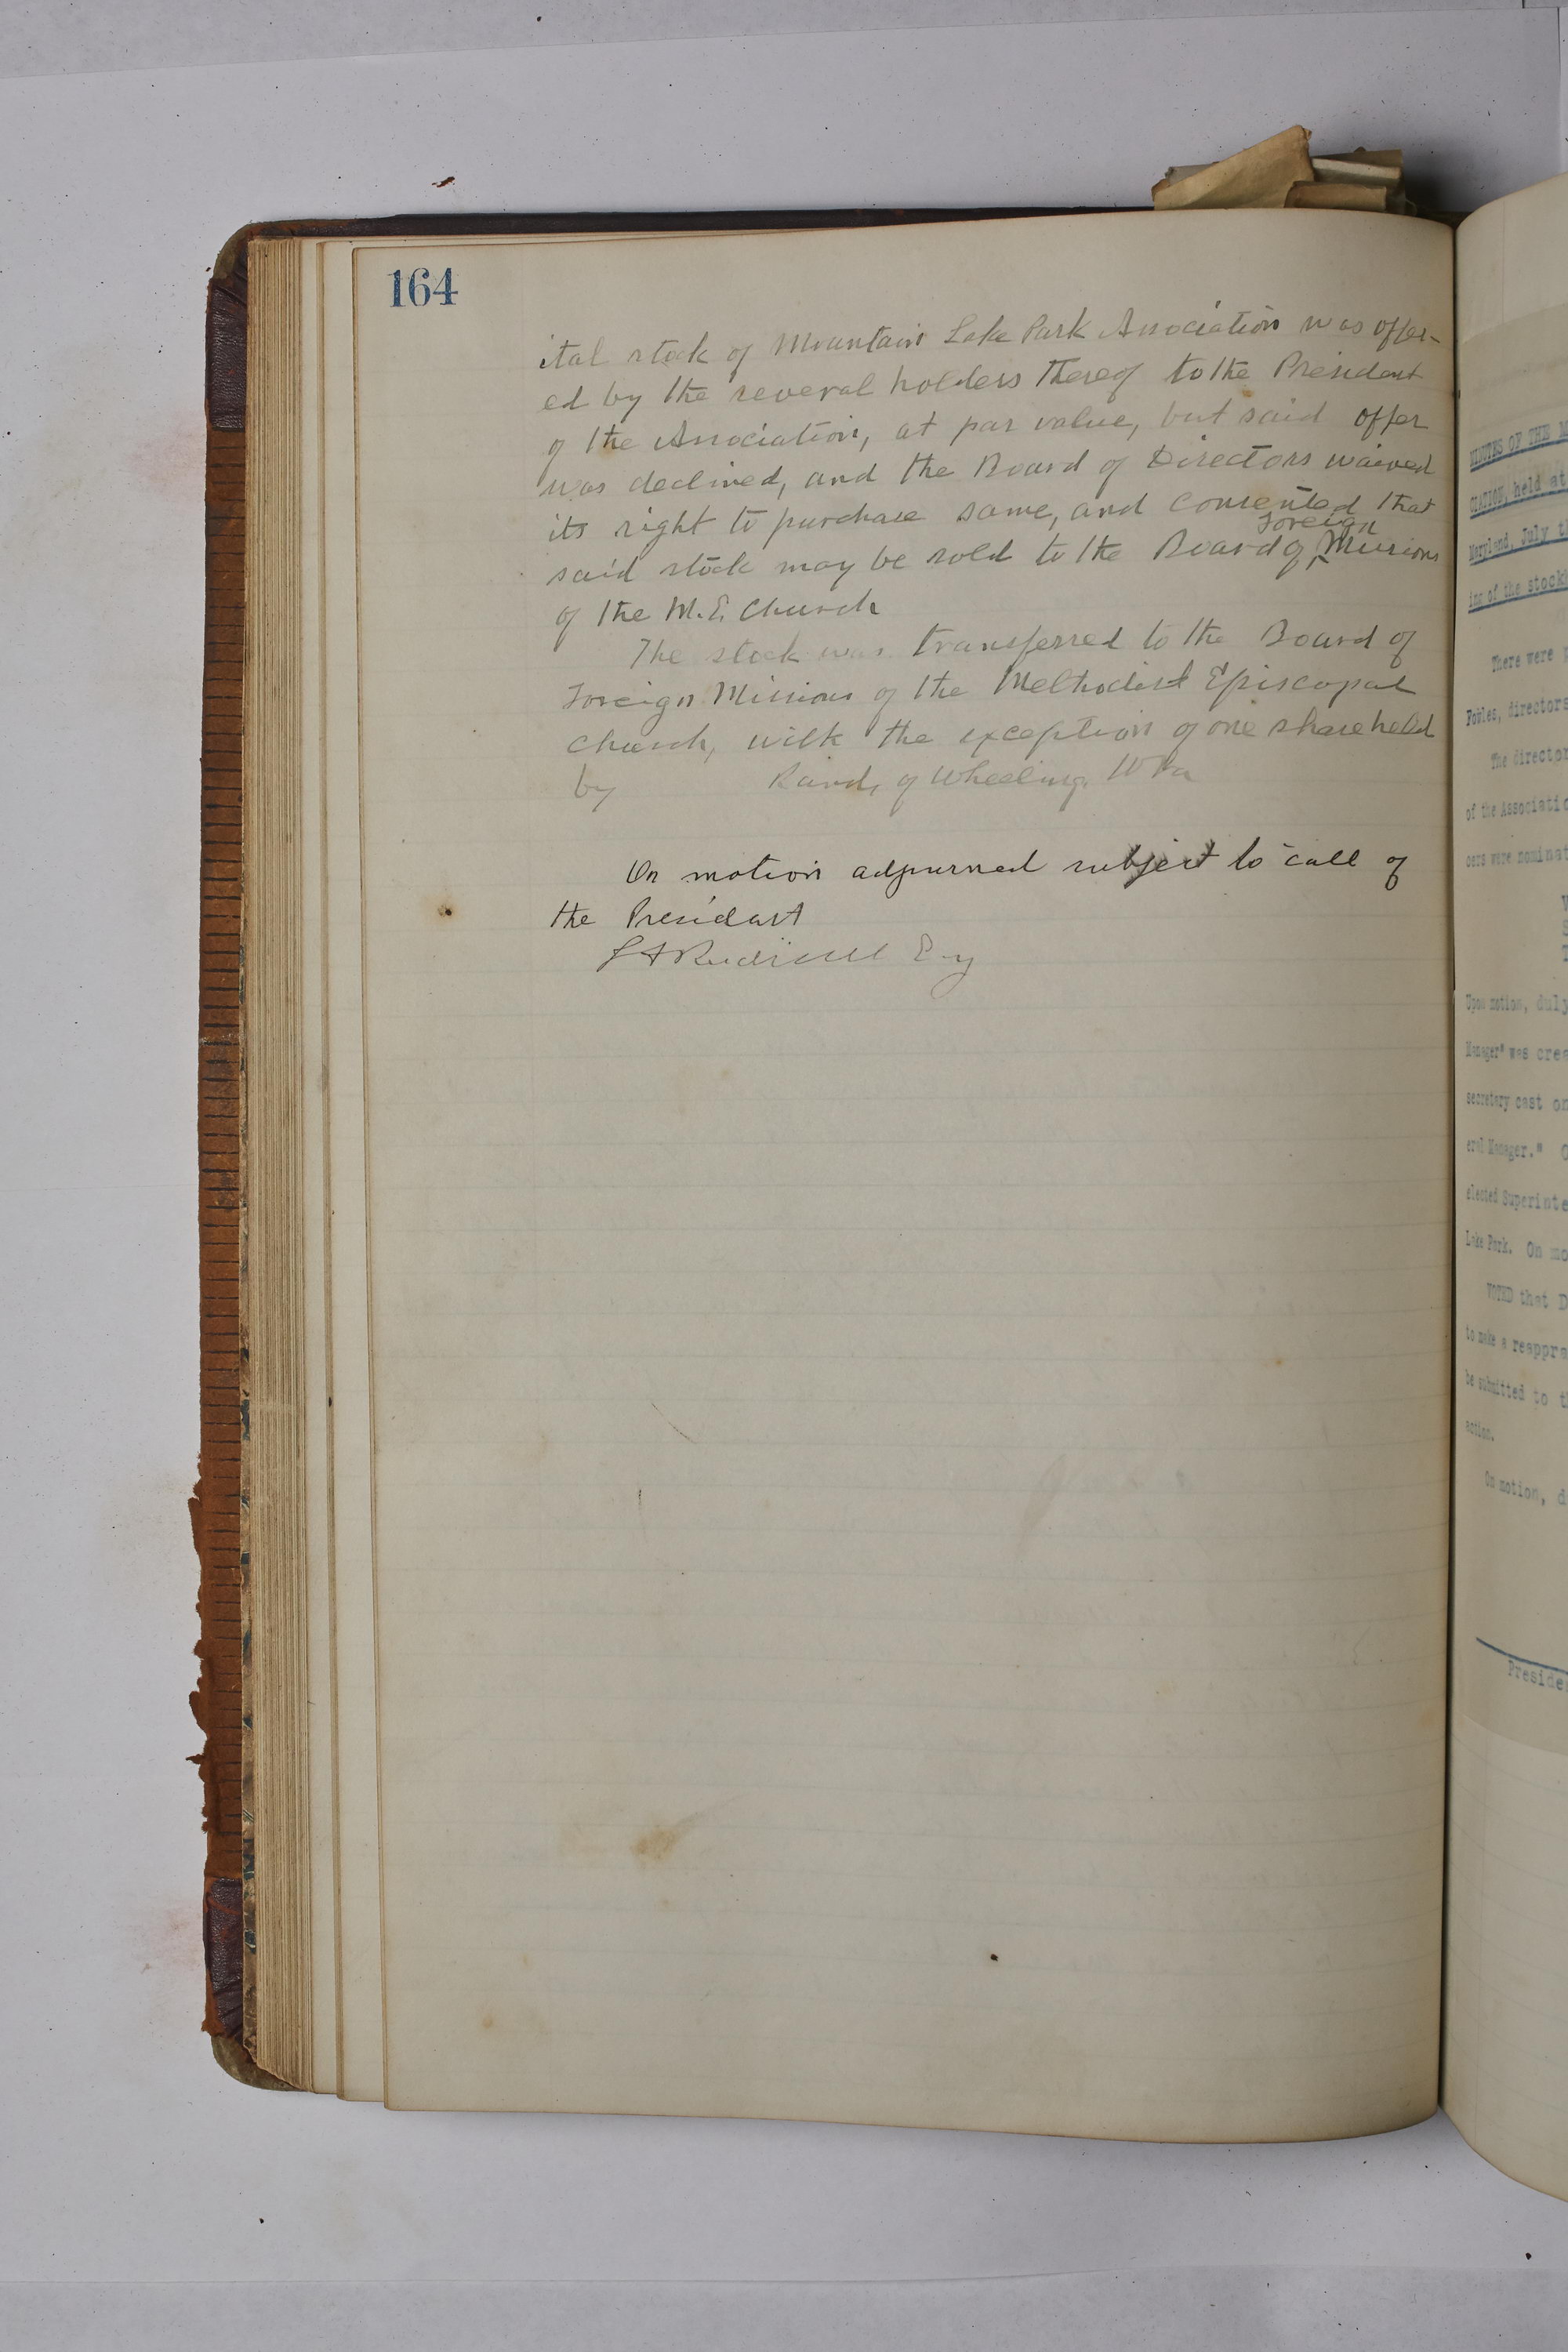 164
ital stock of Mountain Lake Park Association was offer-
ed by the several holders thereof to the President
of the Association, at par value, but said offer
was declined, and the Board of Directors waived
its right to purchase same, and consented that
said stock may be sold to the Board of Foreign Missions
of the M.E. Church
The stock was transferred to the Board of
Foreign Missions of the Methodist Episcopal
Church, with the exception of one share held
by of Wheeling W Va
On motion adjourned subject to call of
the President
MINUTES OF THE M
CIATION, held at
Maryland, July t
ing of the stock
There were p
Fowles, directors
The director
of the Associatio
cers were nominat
V
S
T
Upon motion, duly
Manager" was crea
secretary cast on
eral Manager." O
elected Superinte
Lake Park. On mo
VOTED that D
to make a reappra
be submitted to t
action.
On motion, d
Preside